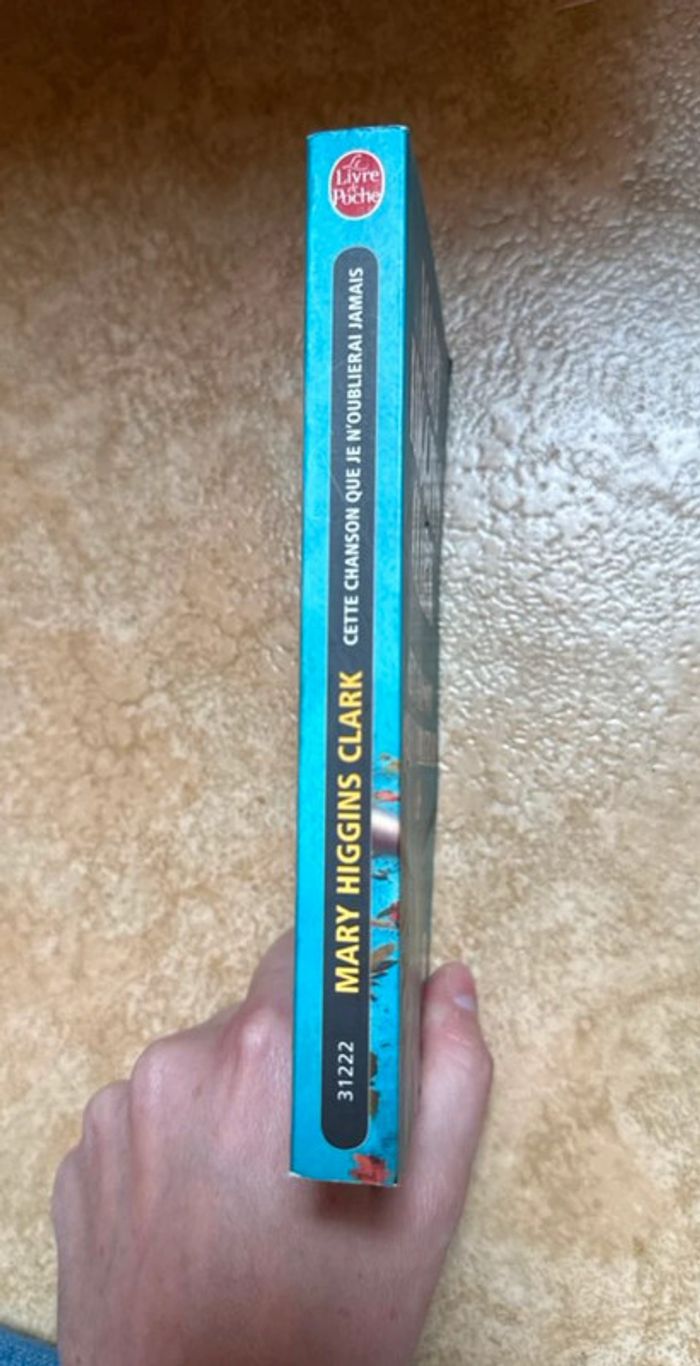 Le
Livre
de
Poche
31222 MARY HIGGINS CLARK CETTE CHANSON QUE JE N'OUBLIERAI JAMAIS